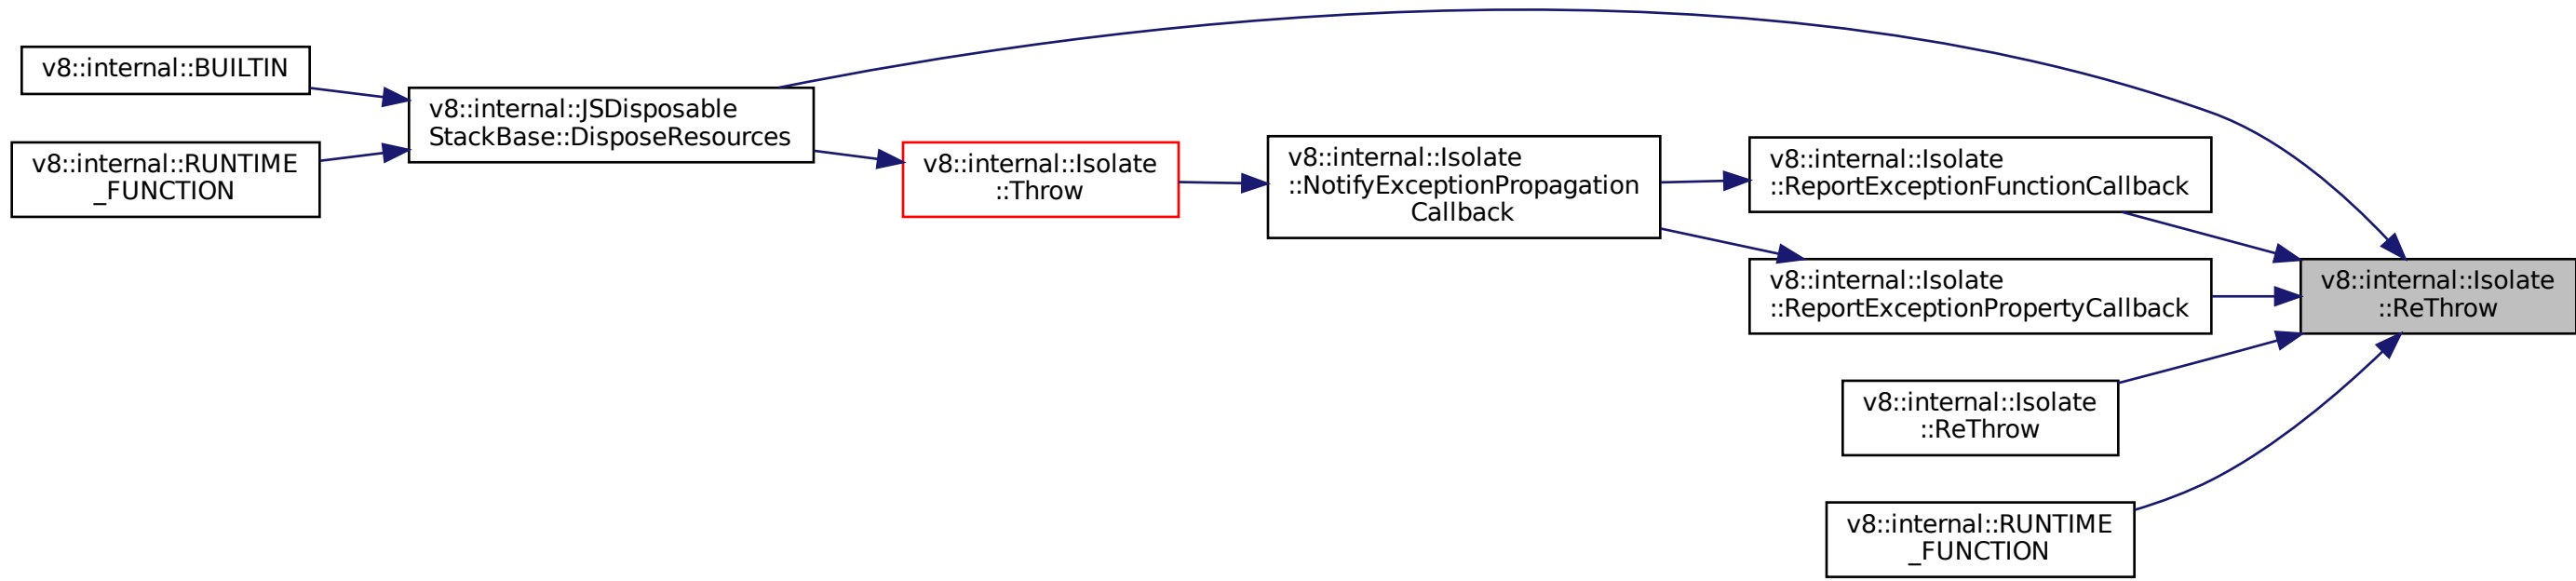 v8::internal::BUILTIN
v8::internal::RUNTIME
_FUNCTION
v8::internal::JSDisposable
StackBase::DisposeResources
v8::internal::Isolate
::Throw
v8::internal::Isolate
::NotifyExceptionPropagation
Callback
v8::internal::Isolate
::ReportExceptionFunctionCallback
v8::internal::Isolate
::ReportExceptionPropertyCallback
v8::internal::Isolate
::ReThrow
v8::internal::RUNTIME
_FUNCTION
v8::internal::Isolate
::ReThrow